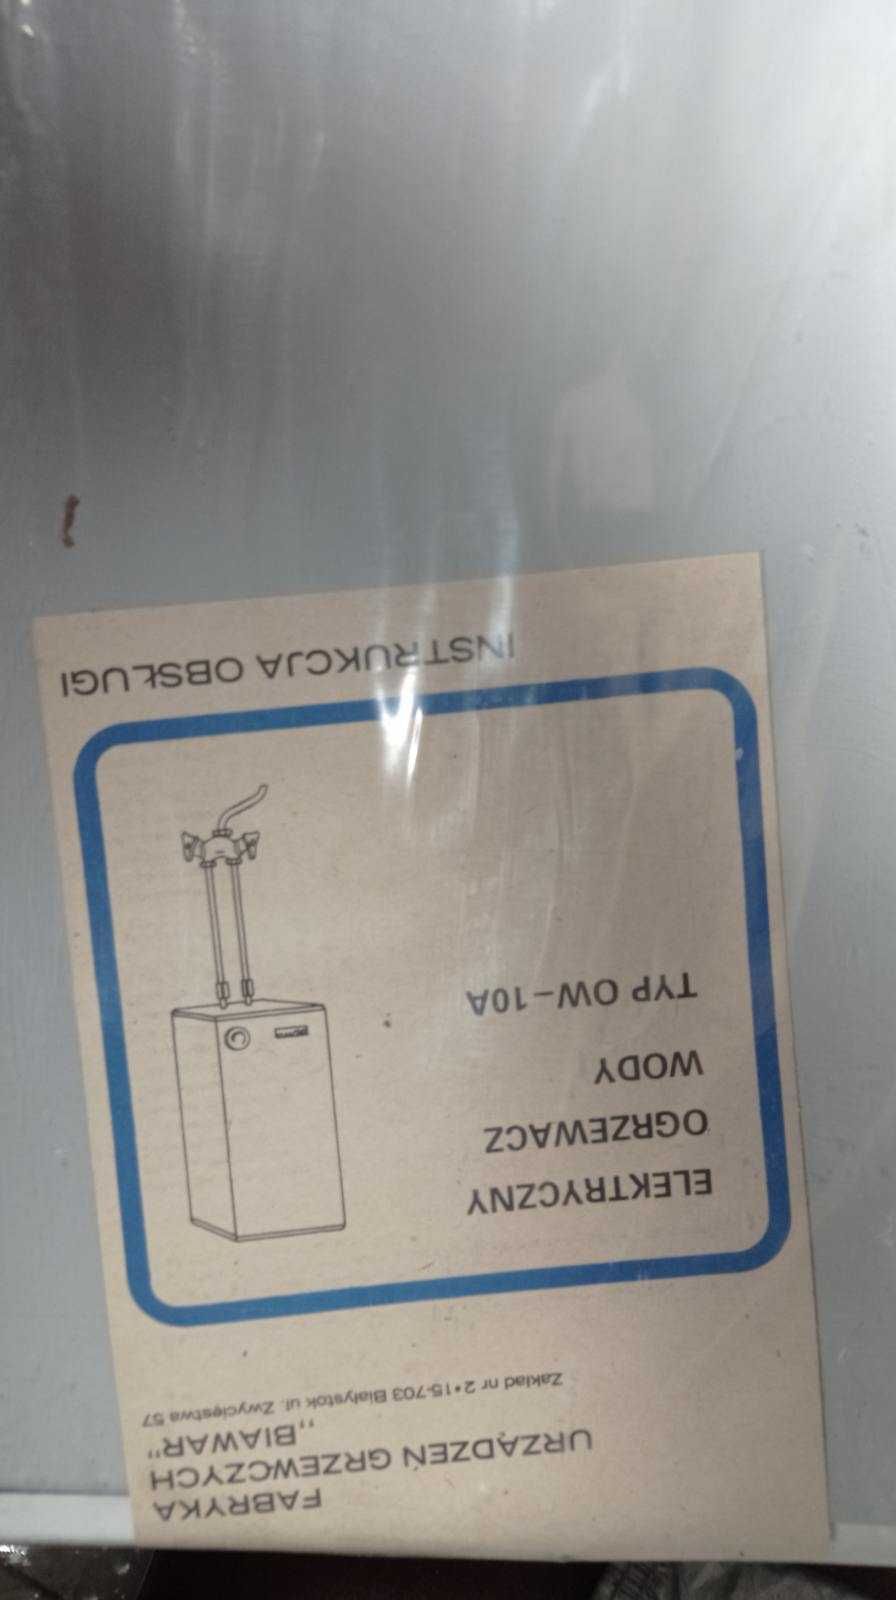 FABRYKA
URZĄDZEŃ GRZEWCZYCH
,,BIAWAR"
Zakład nr 2•15-703 Białystok ul. Zwycięstwa 57
ELEKTRYCZNY
OGRZEWACZ
WODY
TYP OW-10A
INSTRUKCJA OBSŁUGI